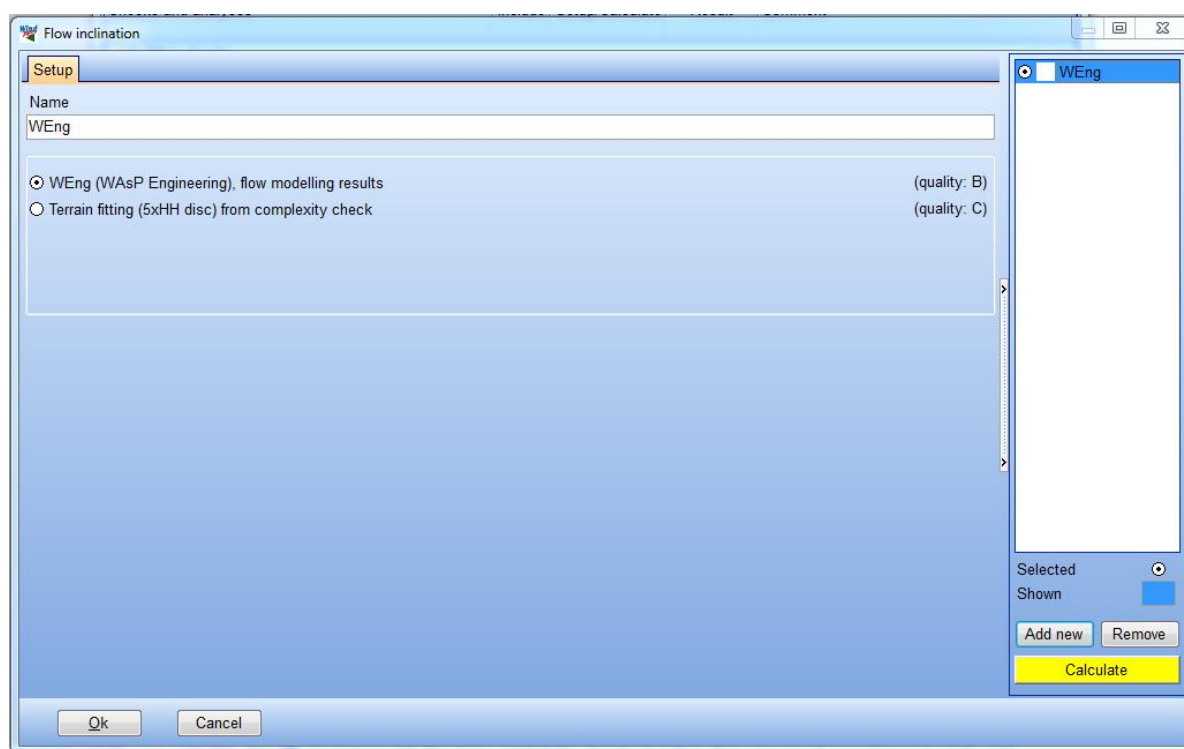 Flow inclination
Setup
Name
WEng
WEng (WAsP Engineering), flow modelling results (quality: B)
Terrain fitting (5xHH disc) from complexity check (quality: C)
WEng
Selected
Shown
Add new Remove
Calculate
Ok Cancel